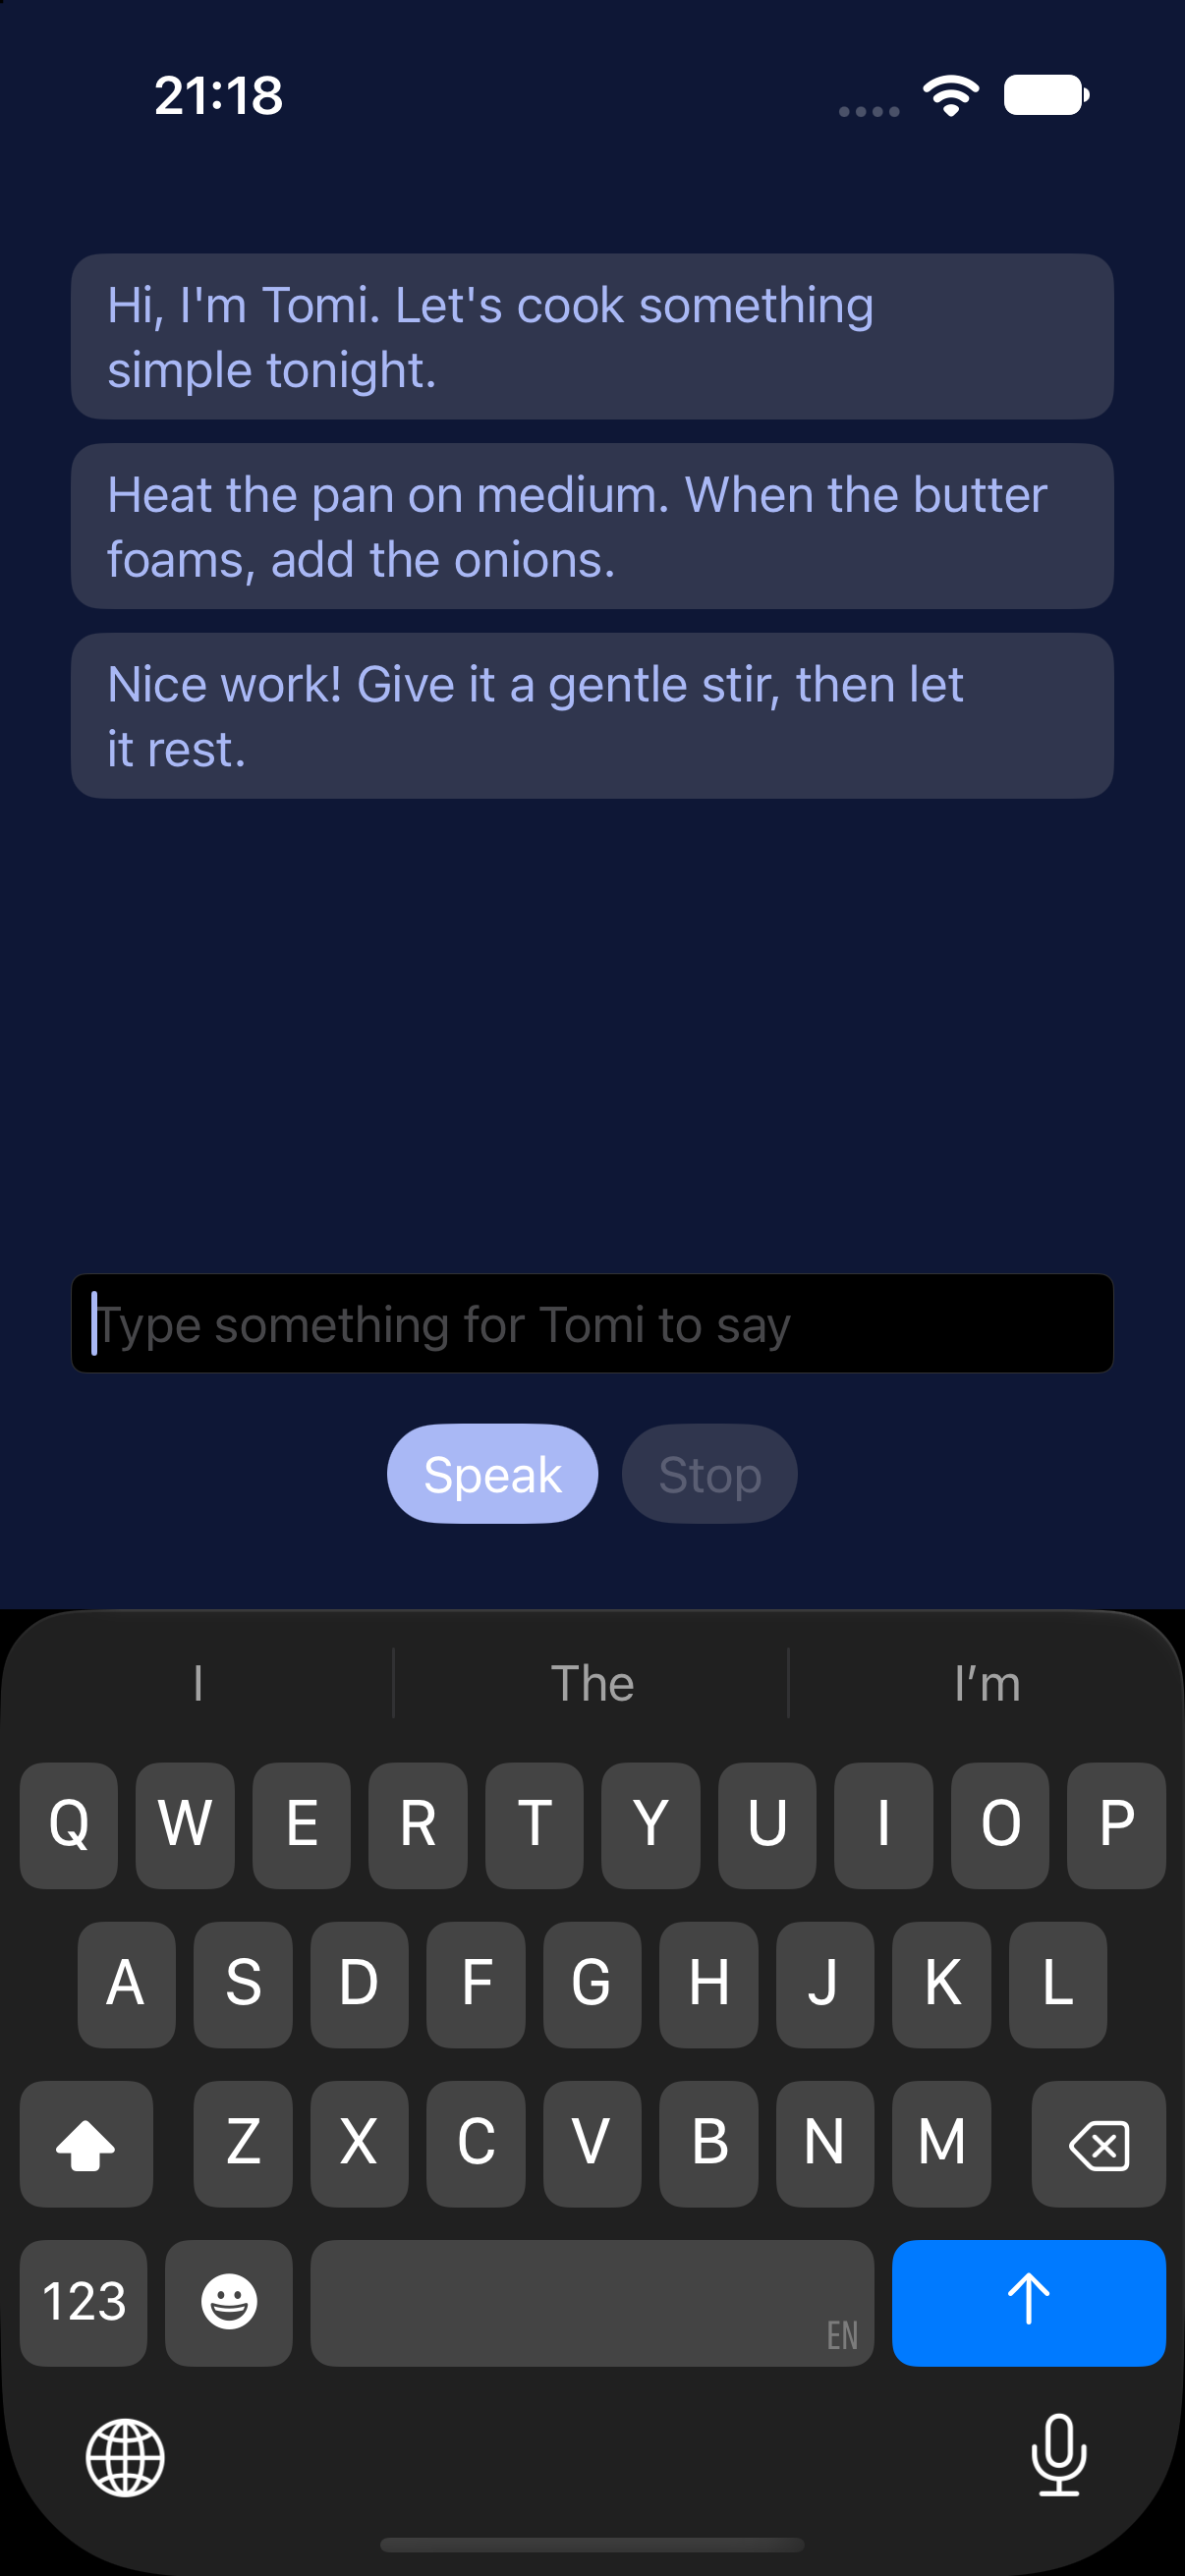 21:18
Hi, I'm Tomi. Let's cook something
simple tonight.
Heat the pan on medium. When the butter
foams, add the onions.
Nice work! Give it a gentle stir, then let
it rest.
Type something for Tomi to say
Speak Stop
I The I’m
Q W E R T Y U I O P
A S D F G H J K L
Z X C V B N M
123 EN